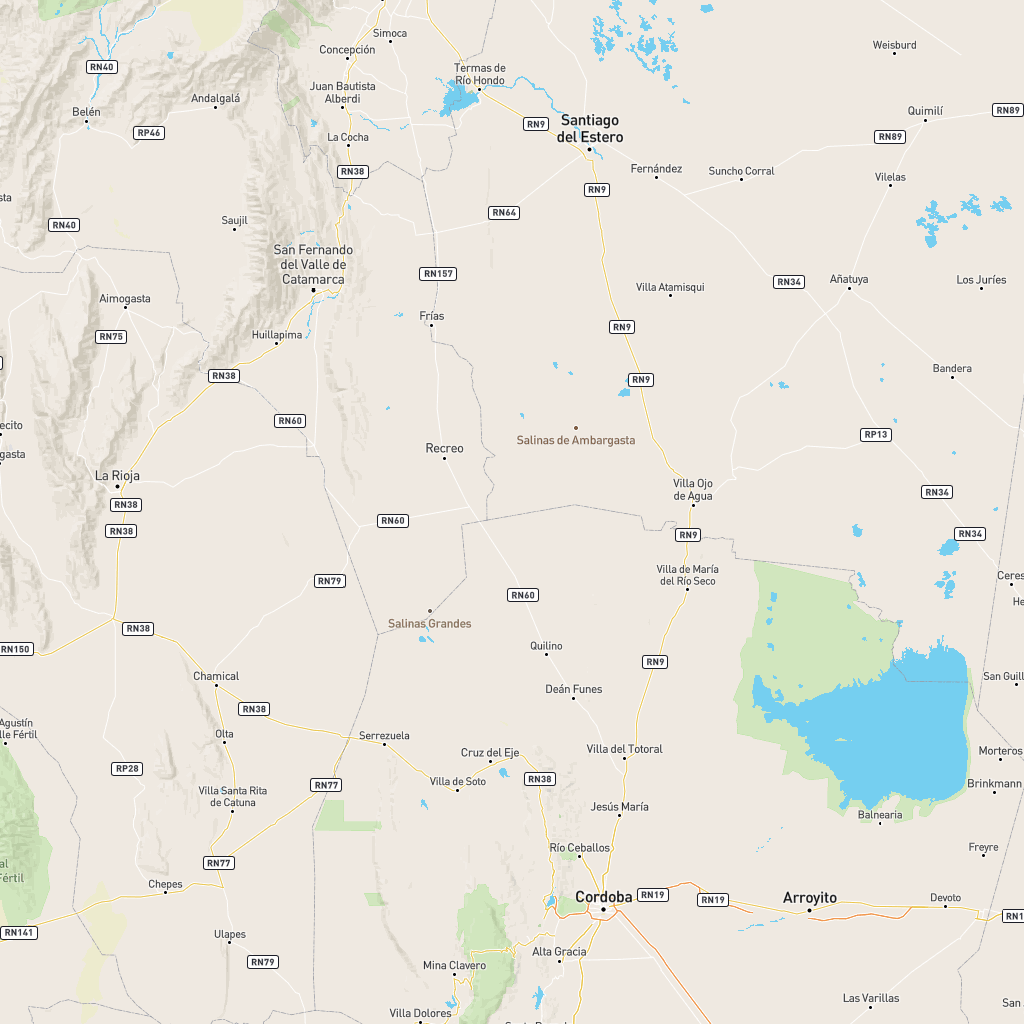 Simoca
Weisburd
Concepción
RN40
Termas de
Río Hondo
Juan Bautista
Alberdi
Andalgalá
Belén
Quimilí
RN89
Santiago
del Estero
RN9
RP46
La Cocha
RN89
RN38
Fernández
Suncho Corral
Vilelas
RN9
RN64
Saujil
RN40
San Fernando
del Valle de
Catamarca
RN157
RN34
Añatuya
Los Juríes
Villa Atamisqui
Aimogasta
Frías
RN9
RN75
Huillapima
RN38
RN9
Bandera
RN60
ecito
Salinas de Ambargasta
RP13
Recreo
gasta
La Rioja
Villa Ojo
de Agua
RN34
RN38
RN60
RN38
RN9
RN34
Villa de María
del Río Seco
RN79
Ceres
RN60
He
Salinas Grandes
RN38
RN150
Quilino
RN9
Chamical
San Guil
Deán Funes
RN38
Agustín
lle Fértil
Olta
Serrezuela
Villa del Totoral
Cruz del Eje
Morteros
RP28
RN38
Villa de Soto
RN77
Brinkmann
Villa Santa Rita
de Catuna
Jesús María
Balnearia
Río Ceballos
Freyre
RN77
al
Fértil
Chepes
Cordoba
RN19
RN19
Arroyito
Devoto
RN1
RN141
Ulapes
Alta Gracia
RN79
Mina Clavero
Las Varillas
San
Villa Dolores